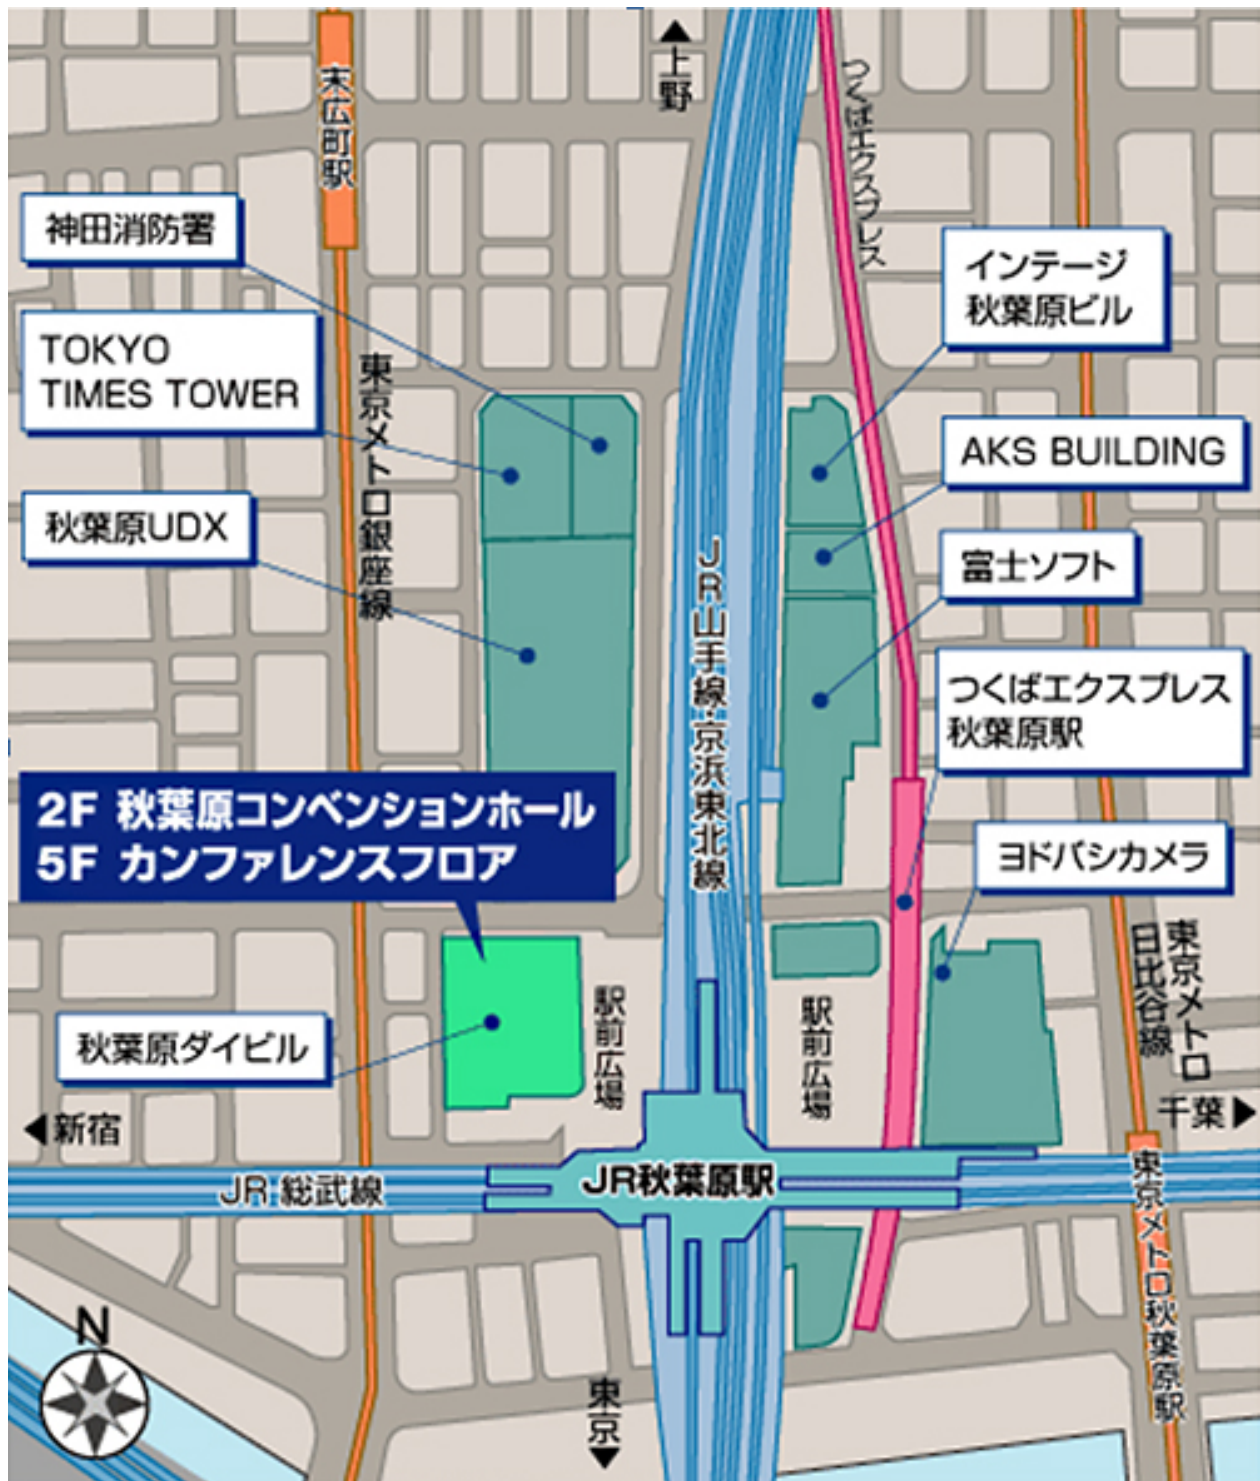 ▲上野
末広町駅
つくばエクスプレス
神田消防署
インテージ
秋葉原ビル
TOKYO
TIMES TOWER
東京メトロ銀座線
AKS BUILDING
秋葉原UDX
富士ソフト
JR山手線・京浜東北線
つくばエクスプレス
秋葉原駅
2F 秋葉原コンベンションホール
5F カンファレンスフロア
ヨドバシカメラ
東京メトロ
日比谷線
駅前広場
駅前広場
秋葉原ダイビル
◀新宿
千葉▶
JR秋葉原駅
JR 総武線
東京メトロ秋葉原駅
N
東京▼